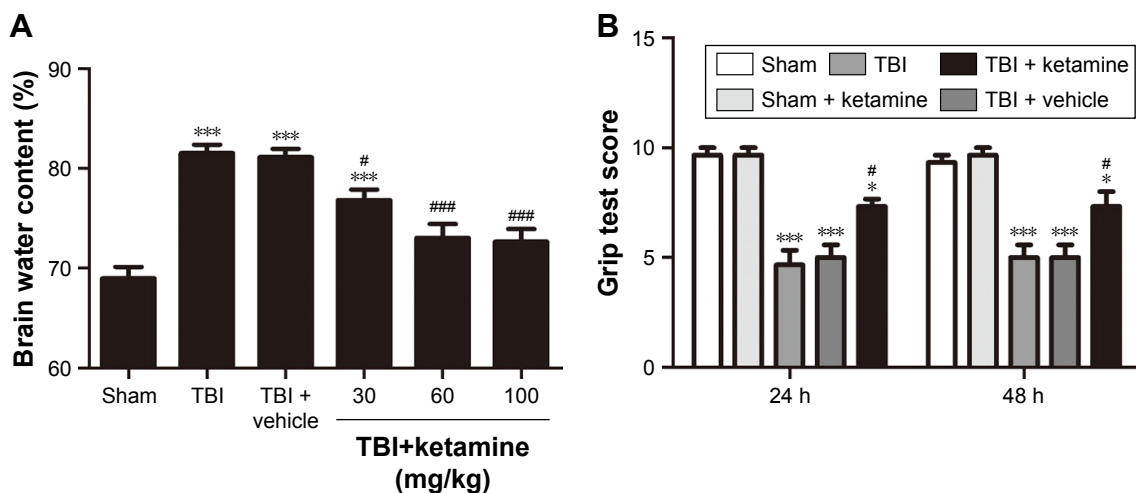 A
Brain water content (%)
90
80
70
60
***
***
#
***
###
###
Sham
TBI
TBI +
vehicle
30
60
100
TBI+ketamine
(mg/kg)
B
Grip test score
15
10
5
0
Sham
TBI
TBI + ketamine
Sham + ketamine
TBI + vehicle
***
***
#
*
***
***
#
*
24 h
48 h